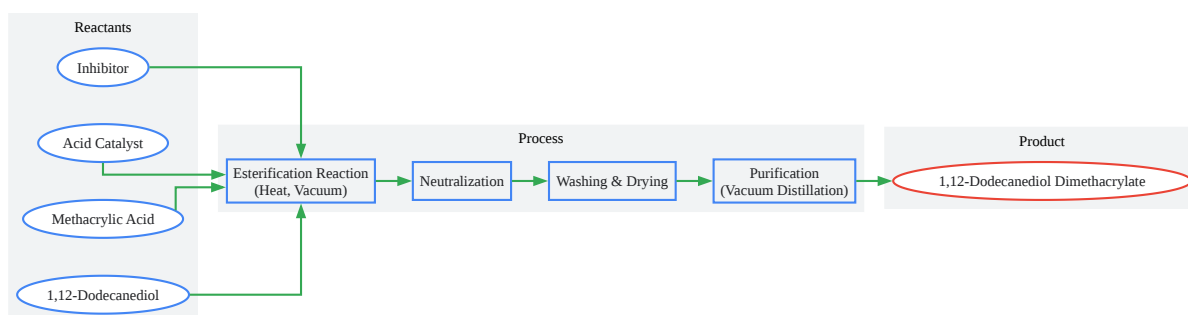 Reactants
Inhibitor
Acid Catalyst
Methacrylic Acid
1,12-Dodecanediol
Process
Esterification Reaction
(Heat, Vacuum)
Neutralization
Washing & Drying
Purification
(Vacuum Distillation)
Product
1,12-Dodecanediol Dimethacrylate